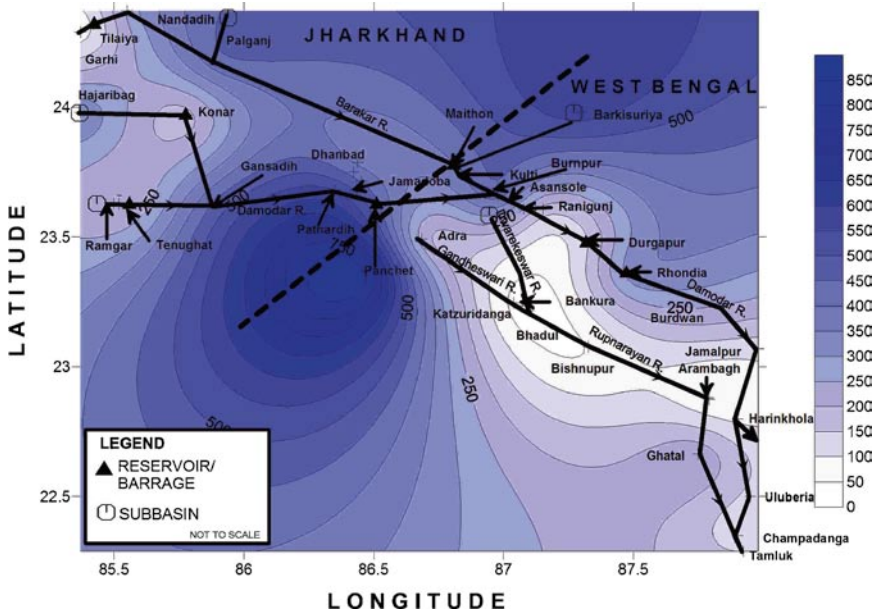 Nandadih
Tilaiya
Palganj
JHARKHAND
Garhi
WEST BENGAL
Hajaribag
Konar
Barakar R.
Maithon
Barkisuriya
500
Dhanbad
Gansadih
Jamadoba
Kulti
Burnpur
Asansole
250
500
Damodar R.
Ranigunj
Ramgar
Tenughat
Pathardih
750
Panchet
Adra
Dwarekeswar R.
Durgapur
Gandheswari R.
Rhondia
Damodar R.
500
250
Katzuridanga
Bankura
Burdwan
Bhadul
Rupnarayan R.
Jamalpur
Bishnupur
Arambagh
250
500
Harinkhola
Ghatal
Uluberia
Champadanga
Tamluk
LEGEND
RESERVOIR/
BARRAGE
SUBBASIN
NOT TO SCALE
LATITUDE
24
23.5
23
22.5
85.5 86 86.5 87 87.5
LONGITUDE
850
800
750
700
650
600
550
500
450
400
350
300
250
200
150
100
50
0